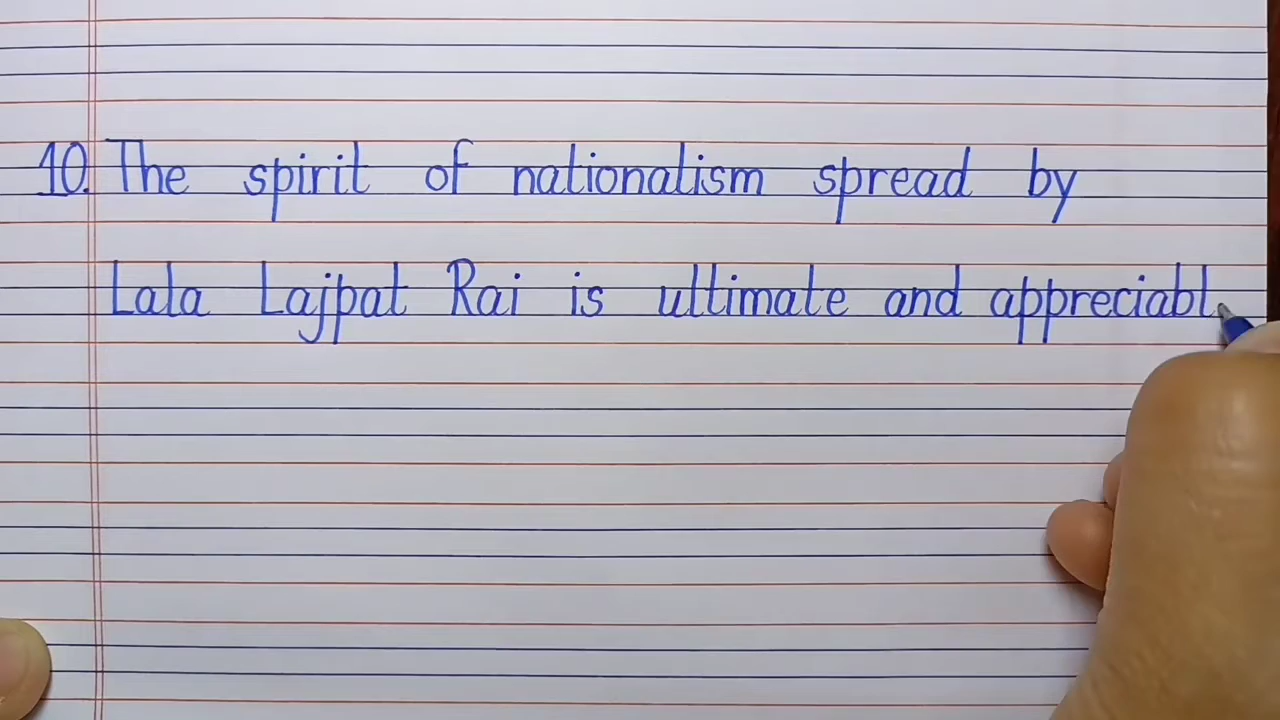 10. The spirit of nationalism spread by
Lala Lajpat Rai is ultimate and appreciabl